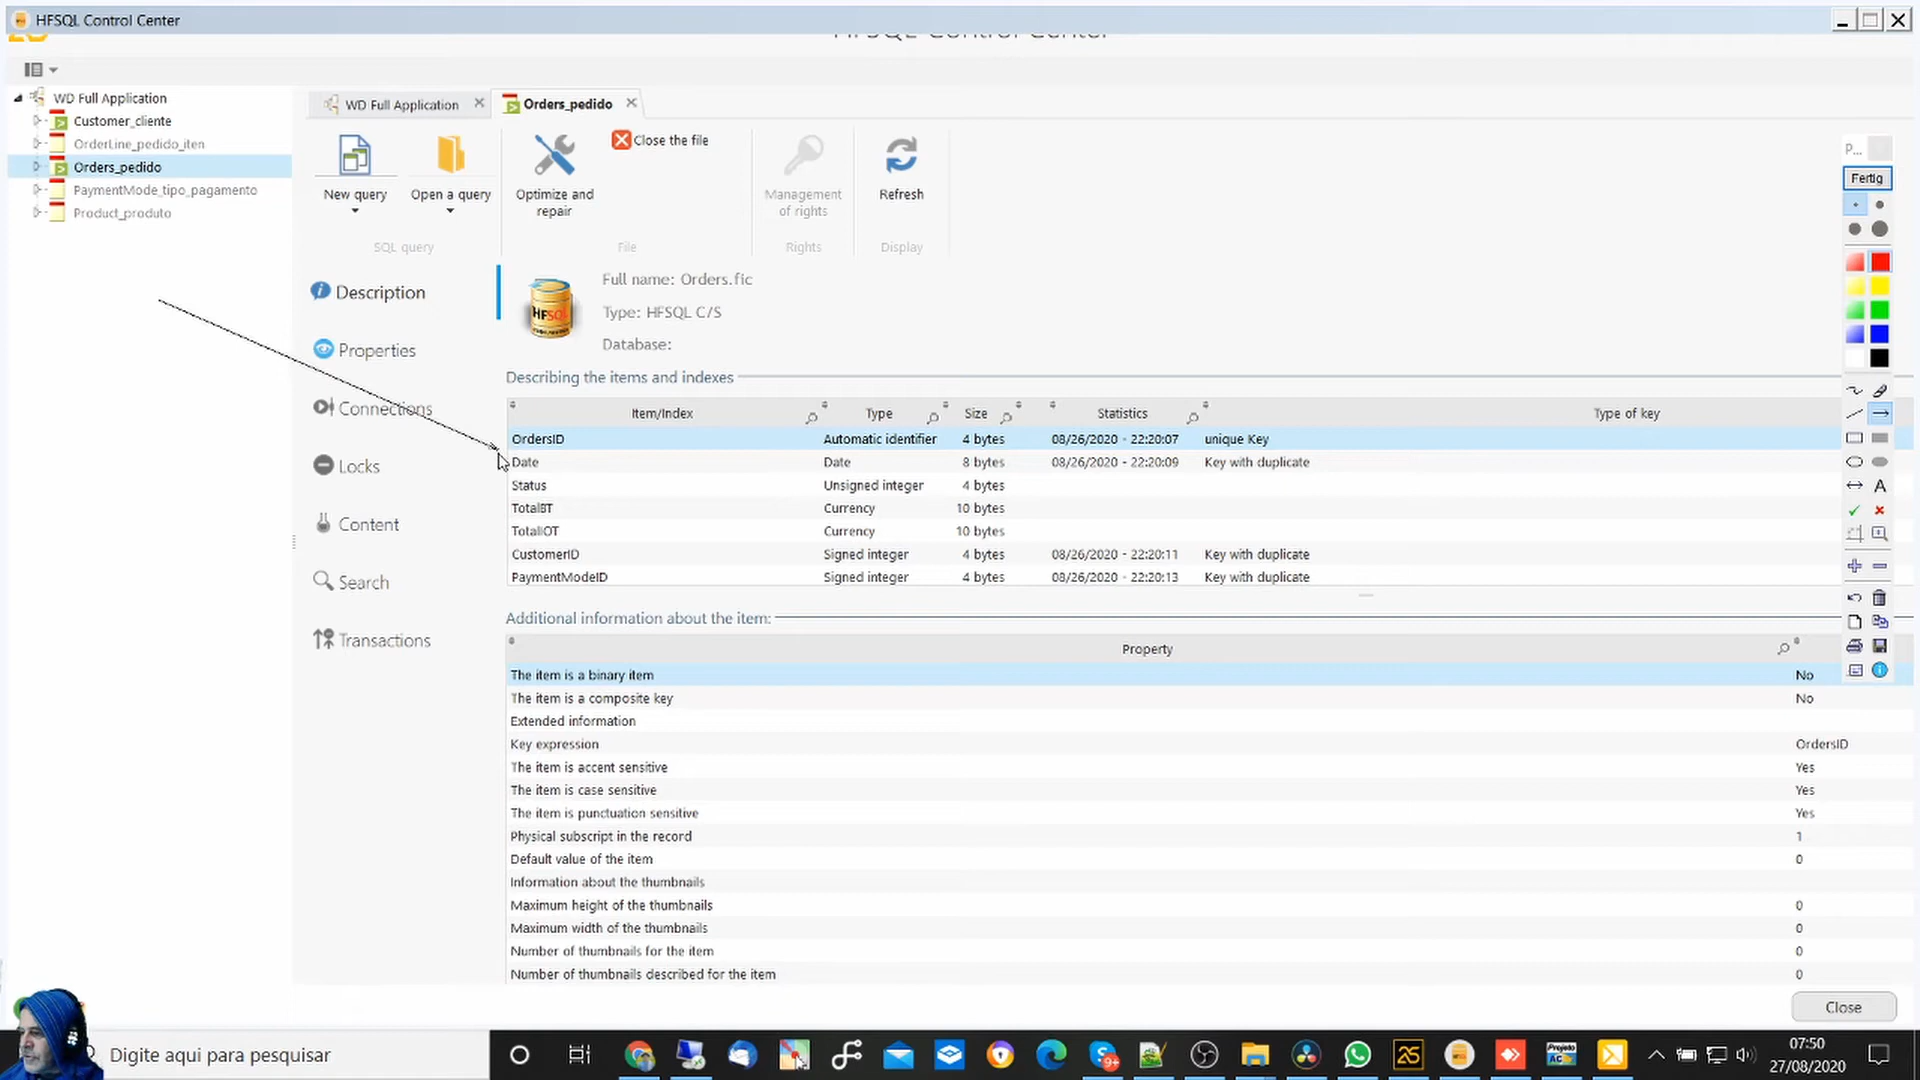 HFSQL Control Center
HFSQL Control Center
WD Full Application
Customer_cliente
OrderLine_pedido_iten
Orders_pedido
PaymentMode_tipo_pagamento
Product_produto
WD Full Application
Orders_pedido
New query
Open a query
Optimize and repair
Close the file
Management of rights
Refresh
SQL query
File
Rights
Display
Description
Properties
Connections
Locks
Content
Search
Transactions
HFSQL
Full name: Orders.fic
Type: HFSQL C/S
Database:
Describing the items and indexes
Item/Index Type Size Statistics Type of key
OrdersID Automatic identifier 4 bytes 08/26/2020 - 22:20:07 unique Key
Date Date 8 bytes 08/26/2020 - 22:20:09 Key with duplicate
Status Unsigned integer 4 bytes
TotalBT Currency 10 bytes
TotalIOT Currency 10 bytes
CustomerID Signed integer 4 bytes 08/26/2020 - 22:20:11 Key with duplicate
PaymentModeID Signed integer 4 bytes 08/26/2020 - 22:20:13 Key with duplicate
Additional information about the item:
Property
The item is a binary item No
The item is a composite key No
Extended information
Key expression OrdersID
The item is accent sensitive Yes
The item is case sensitive Yes
The item is punctuation sensitive Yes
Physical subscript in the record 1
Default value of the item 0
Information about the thumbnails
Maximum height of the thumbnails 0
Maximum width of the thumbnails 0
Number of thumbnails for the item 0
Number of thumbnails described for the item 0
P...
Fertig
A
Close
Digite aqui para pesquisar
9+
25
Projeto
AC
07:50
27/08/2020